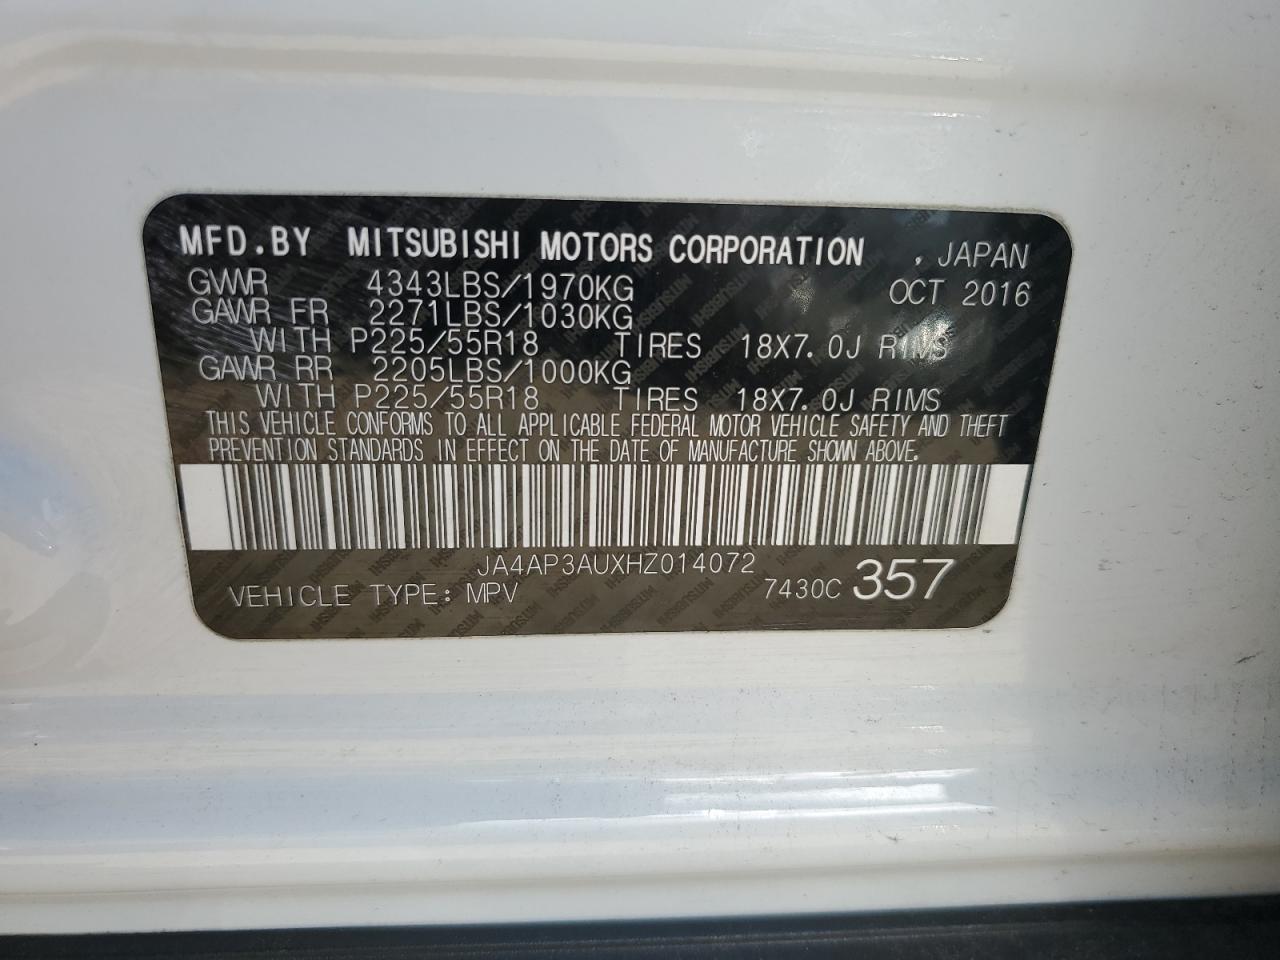 MFD.BY MITSUBISHI MOTORS CORPORATION , JAPAN
GVWR 4343LBS/1970KG OCT 2016
GAWR FR 2271LBS/1030KG
WITH P225/55R18 TIRES 18X7.0J RIMS
GAWR RR 2205LBS/1000KG
WITH P225/55R18 TIRES 18X7.0J RIMS
THIS VEHICLE CONFORMS TO ALL APPLICABLE FEDERAL MOTOR VEHICLE SAFETY AND THEFT
PREVENTION STANDARDS IN EFFECT ON THE DATE OF MANUFACTURE SHOWN ABOVE.
JA4AP3AUXHZ014072
VEHICLE TYPE: MPV 7430C 357